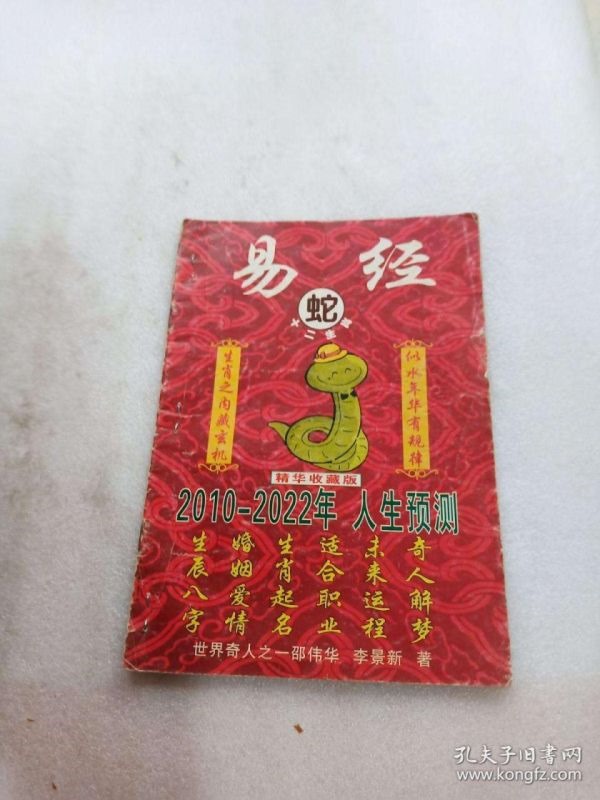 易经
蛇
十二生肖
似水年华有规律
生肖之内藏玄机
精华收藏版
2010-2022年 人生预测
奇人解梦
未来运程
适合职业
生肖起名
婚姻爱情
生辰八字
世界奇人之一邵伟华 李景新 著
孔夫子旧书网
www.kongfz.com